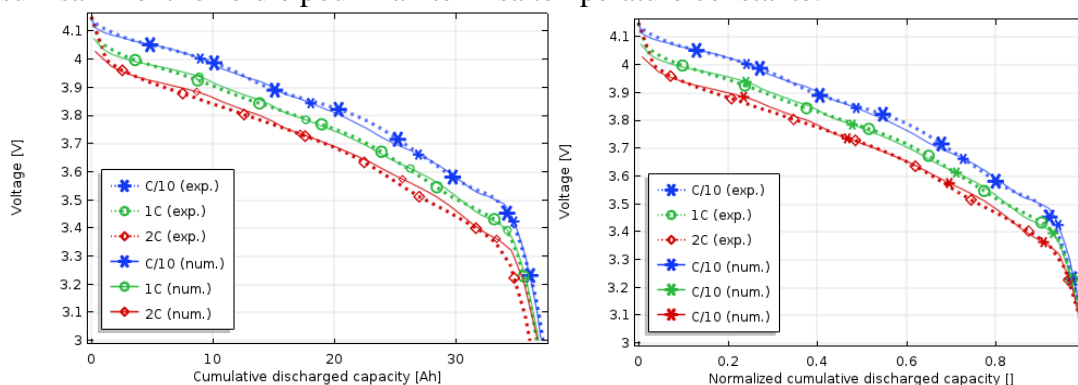 4.1
4
3.9
3.8
3.7
3.6
3.5
3.4
3.3
3.2
3.1
3
Voltage [V]
C/10 (exp.)
1C (exp.)
2C (exp.)
C/10 (num.)
1C (num.)
2C (num.)
0 10 20 30
Cumulative discharged capacity [Ah]
4.1
4
3.9
3.8
3.7
3.6
3.5
3.4
3.3
3.2
3.1
3
Voltage [V]
C/10 (exp.)
1C (exp.)
2C (exp.)
C/10 (num.)
C/10 (num.)
C/10 (num.)
0 0.2 0.4 0.6 0.8
Normalized cumulative discharged capacity []